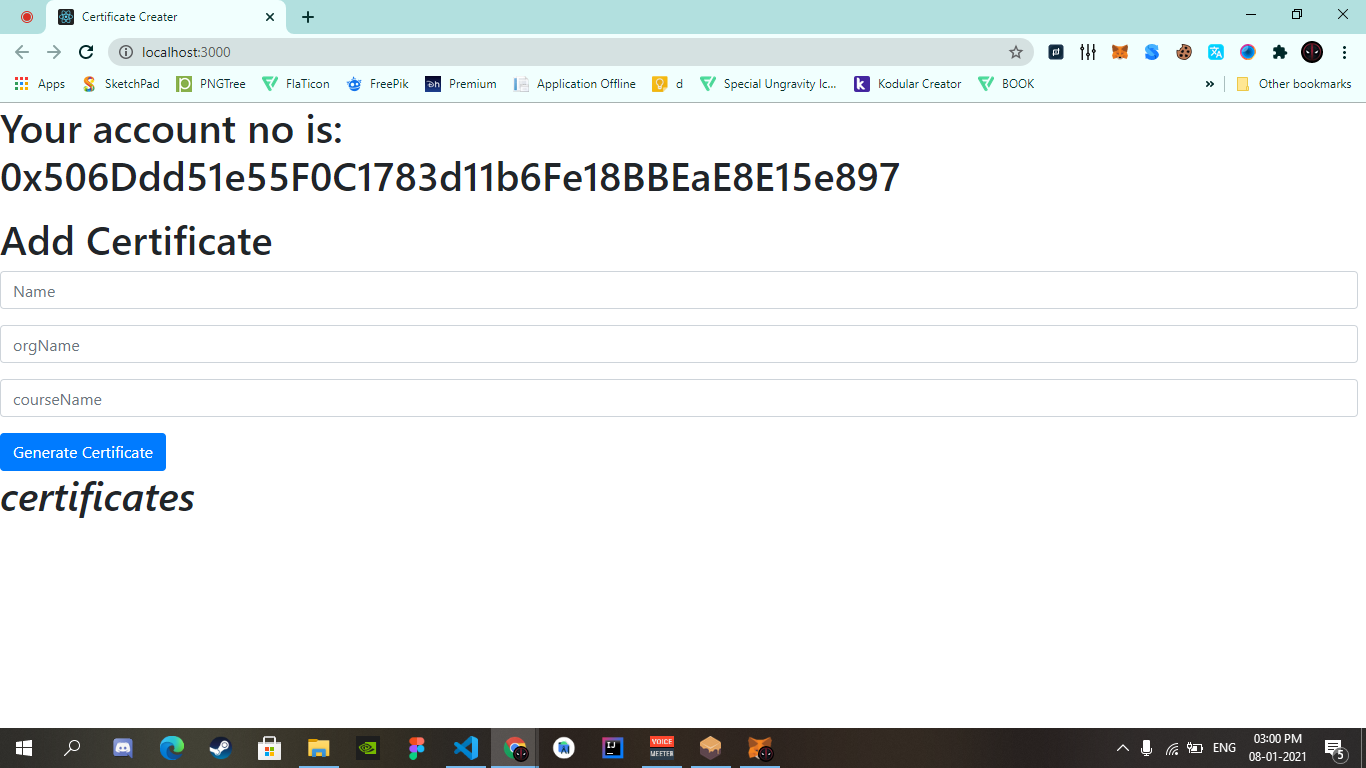 Certificate Creater
localhost:3000
Apps SketchPad PNGTree FlaTicon FreePik Premium Application Offline d Special Ungravity Ic... Kodular Creator BOOK » Other bookmarks
Your account no is:
0x506Ddd51e55F0C1783d11b6Fe18BBEaE8E15e897
Add Certificate
Name
orgName
courseName
Generate Certificate
certificates
VOICE
MEETER
ENG
03:00 PM
08-01-2021
5